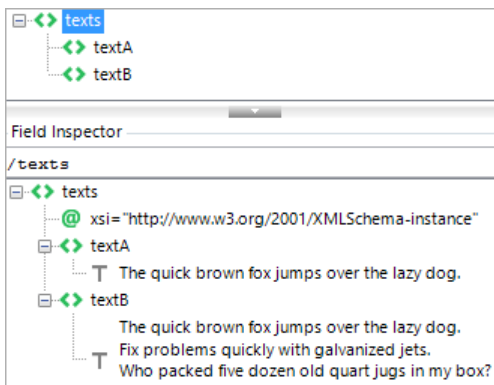 texts
textA
textB
Field Inspector
/texts
texts
@ xsi="http://www.w3.org/2001/XMLSchema-instance"
textA
T The quick brown fox jumps over the lazy dog.
textB
The quick brown fox jumps over the lazy dog.
T Fix problems quickly with galvanized jets.
Who packed five dozen old quart jugs in my box?